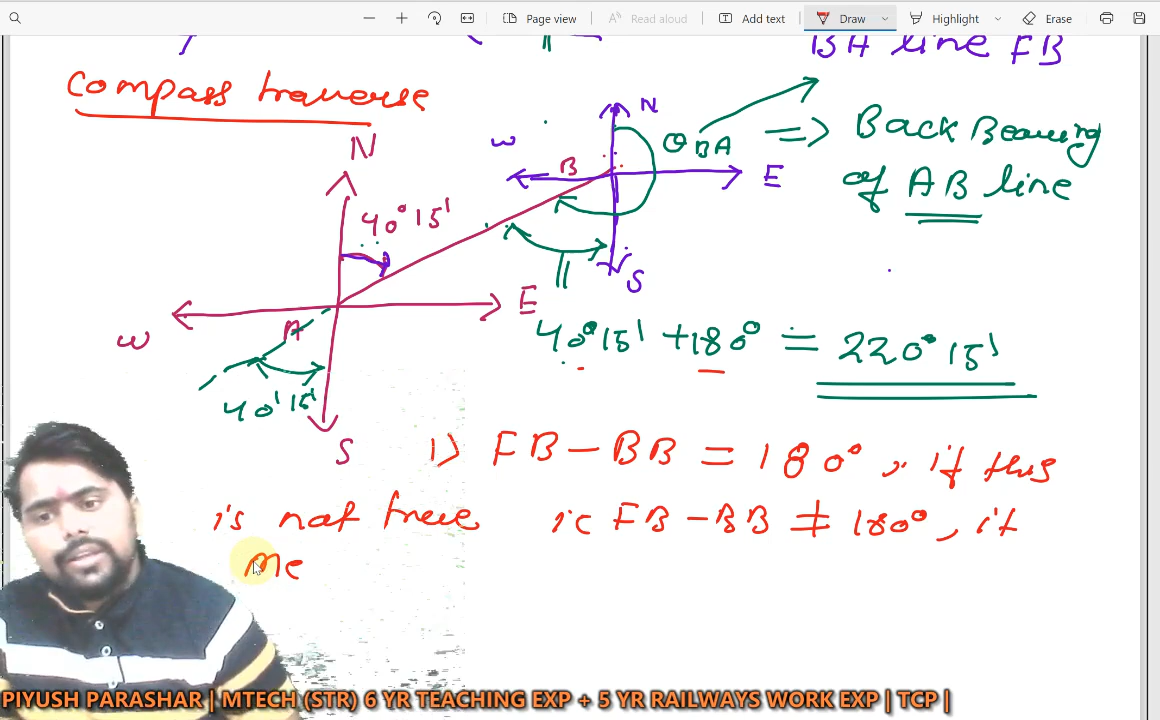 Page view
Read aloud
Add text
Draw
Highlight
Erase
BA line FB
Compass traverse
N
N
W
B
θBA => Back Bearing
E
of AB line
40° 15'
S
E
W
A
40° 15' + 180° = 220° 15'
40' 15'
S
1) FB - BB = 180°, if this
is not true ie FB - BB ≠ 180°, it
me
PIYUSH PARASHAR | MTECH (STR) 6 YR TEACHING EXP + 5 YR RAILWAYS WORK EXP | TCP |